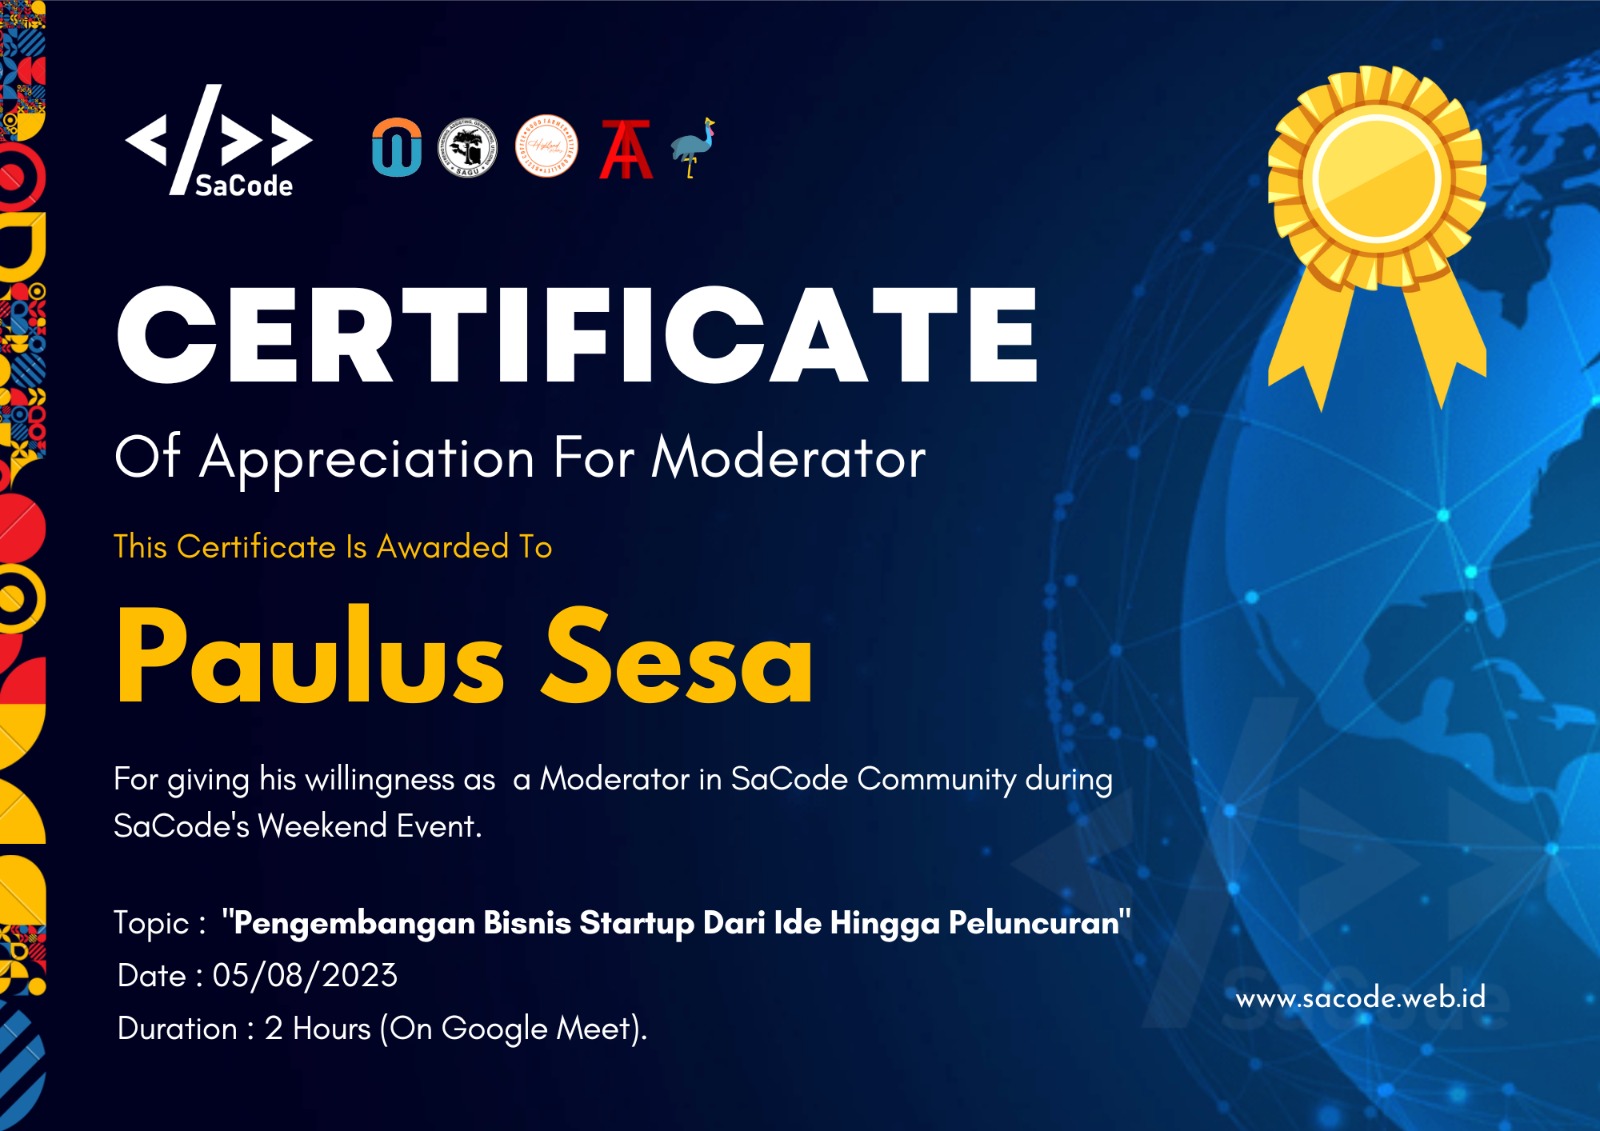 SaCode
SAGU
CERTIFICATE
Of Appreciation For Moderator
This Certificate Is Awarded To
Paulus Sesa
For giving his willingness as  a Moderator in SaCode Community during
SaCode's Weekend Event.
Topic :  "Pengembangan Bisnis Startup Dari Ide Hingga Peluncuran"
Date : 05/08/2023
Duration : 2 Hours (On Google Meet).
SaCode
www.sacode.web.id